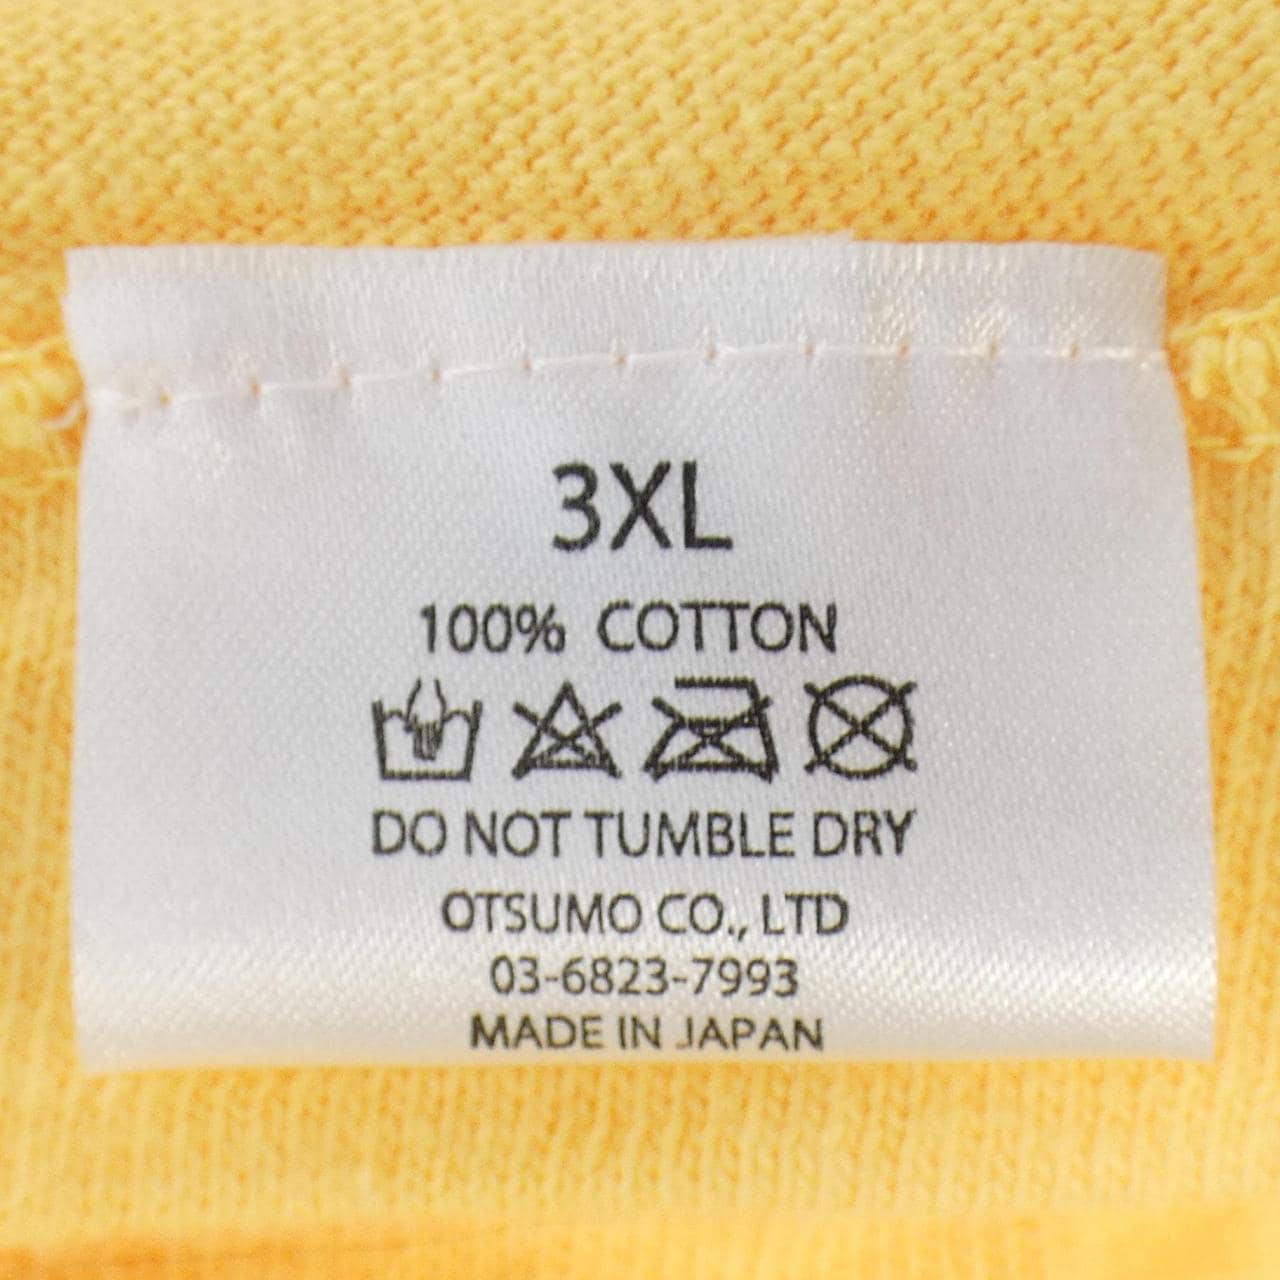 3XL
100% COTTON
DO NOT TUMBLE DRY
OTSUMO CO., LTD
03-6823-7993
MADE IN JAPAN